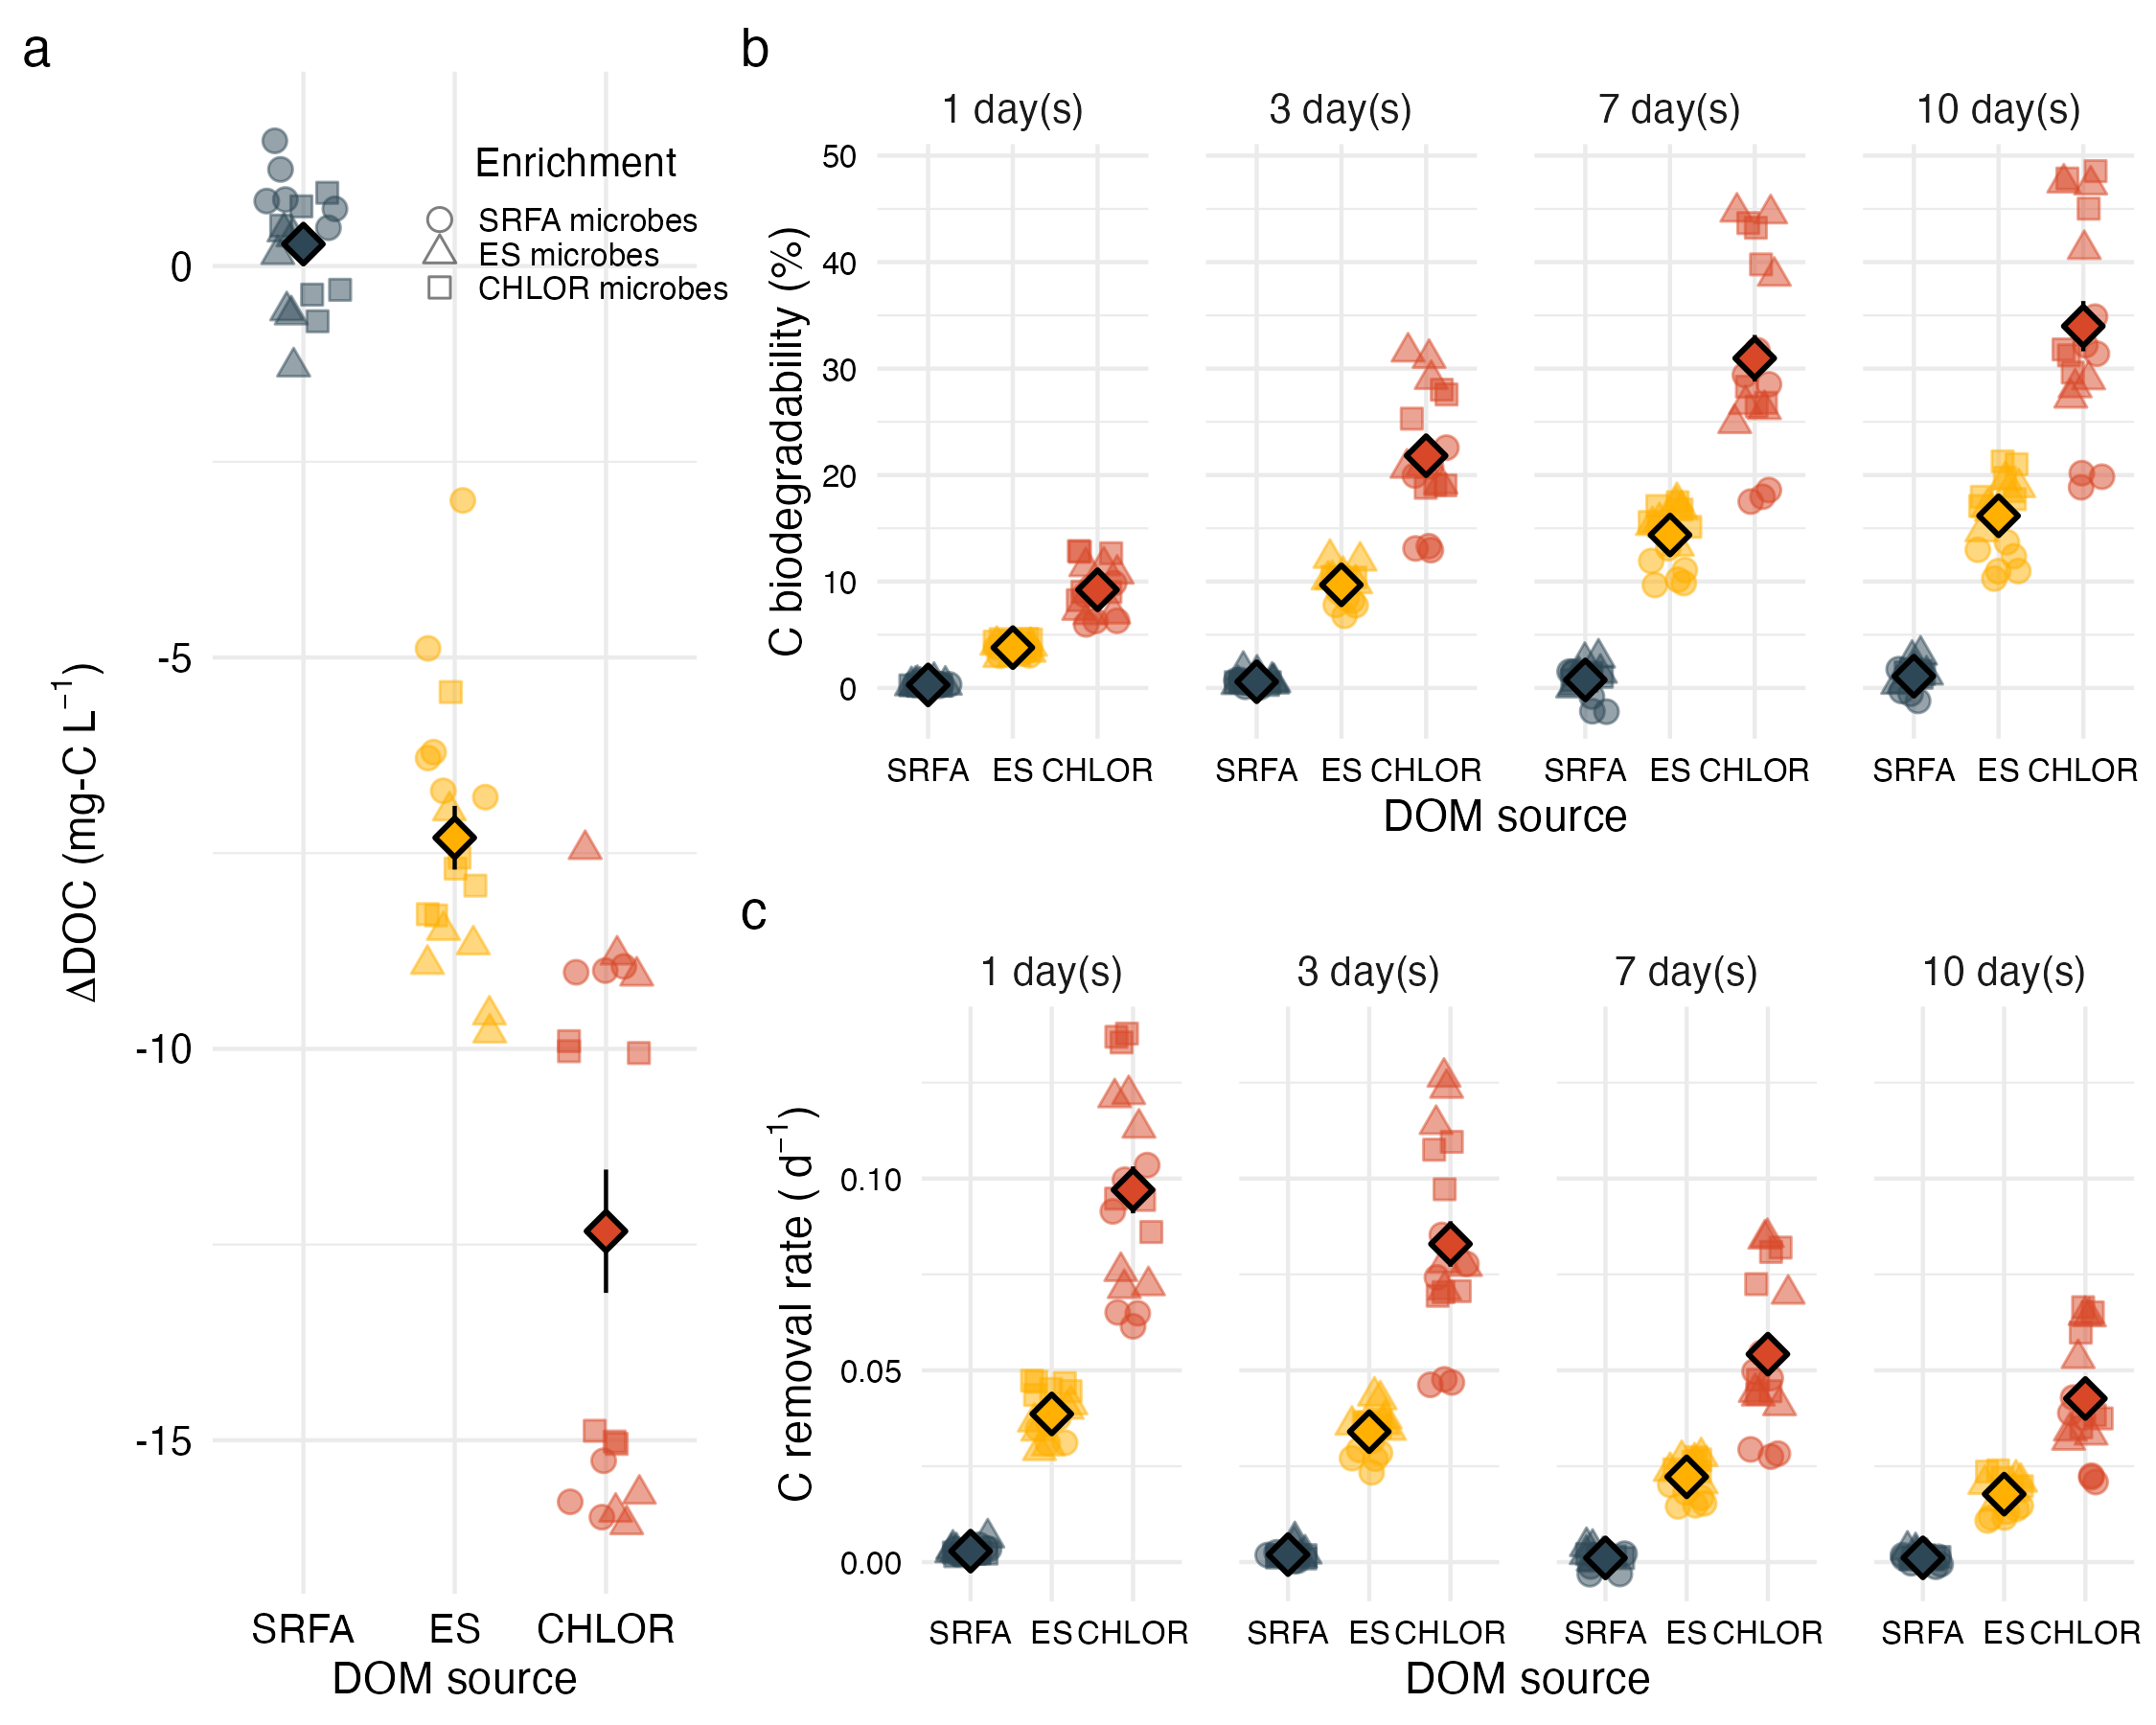 a
Enrichment
SRFA microbes
ES microbes
CHLOR microbes
0
-5
-10
-15
ΔDOC (mg-C L⁻¹)
SRFA ES CHLOR
DOM source
b
1 day(s) 3 day(s) 7 day(s) 10 day(s)
50
40
30
20
10
0
C biodegradability (%)
SRFA ES CHLOR SRFA ES CHLOR SRFA ES CHLOR SRFA ES CHLOR
DOM source
c
1 day(s) 3 day(s) 7 day(s) 10 day(s)
0.10
0.05
0.00
C removal rate ( d⁻¹)
SRFA ES CHLOR SRFA ES CHLOR SRFA ES CHLOR SRFA ES CHLOR
DOM source